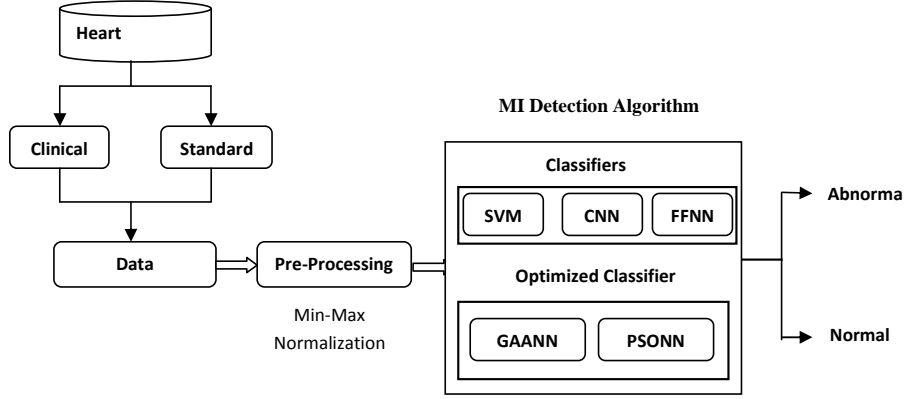 Heart
MI Detection Algorithm
Clinical
Standard
Classifiers
SVM
CNN
FFNN
Abnorma
Data
Pre-Processing
Optimized Classifier
Min-Max
Normalization
GAANN
PSONN
Normal